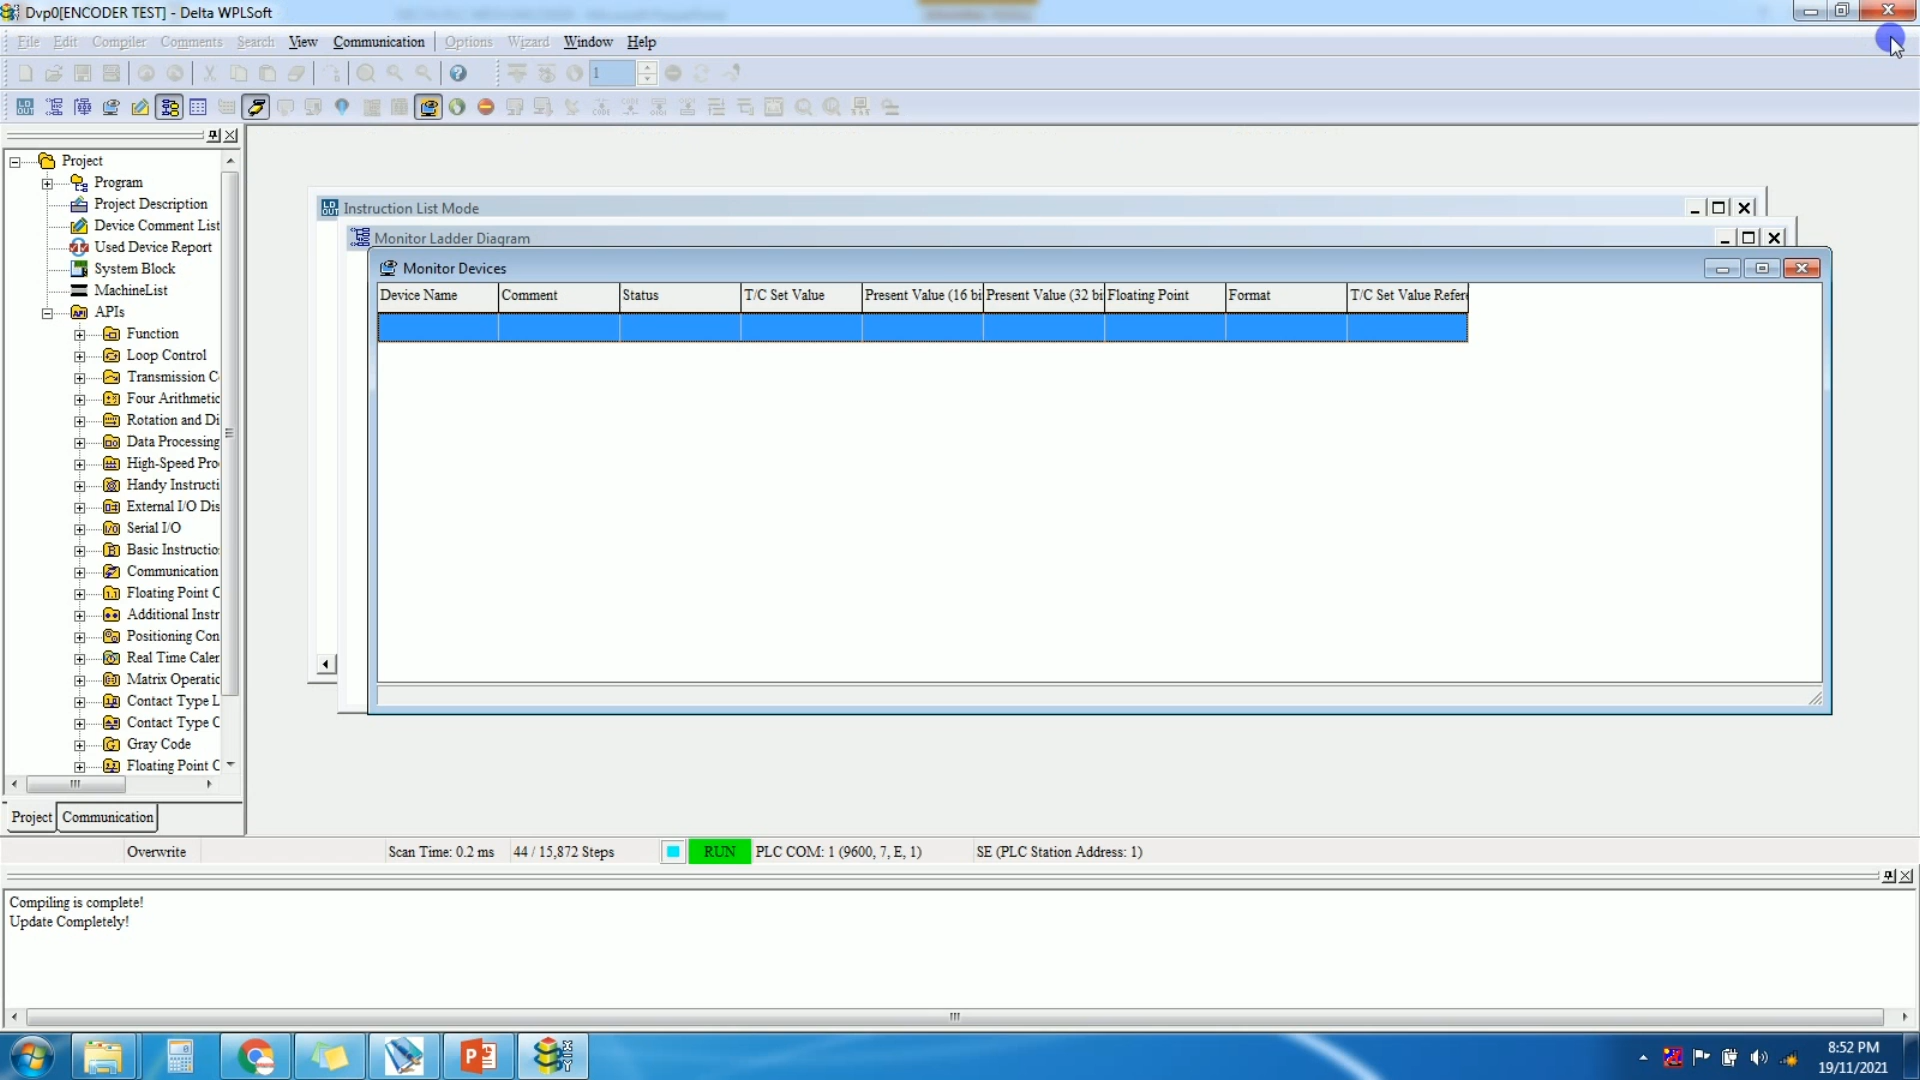 Dvp0[ENCODER TEST] - Delta WPLSoft
File Edit Compiler Comments Search View Communication Options Wizard Window Help
1
Project
Program
Project Description
Device Comment List
Used Device Report
System Block
MachineList
APIs
Function
Loop Control
Transmission C
Four Arithmetic
Rotation and Di
Data Processing
High-Speed Pro
Handy Instructi
External I/O Dis
Serial I/O
Basic Instructio
Communication
Floating Point C
Additional Instr
Positioning Con
Real Time Caler
Matrix Operatic
Contact Type L
Contact Type C
Gray Code
Floating Point C
Project Communication
Instruction List Mode
Monitor Ladder Diagram
Monitor Devices
Device Name Comment Status T/C Set Value Present Value (16 bi Present Value (32 bi Floating Point Format T/C Set Value Refer
Overwrite Scan Time: 0.2 ms 44 / 15,872 Steps RUN PLC COM: 1 (9600, 7, E, 1) SE (PLC Station Address: 1)
Compiling is complete!
Update Completely!
8:52 PM
19/11/2021